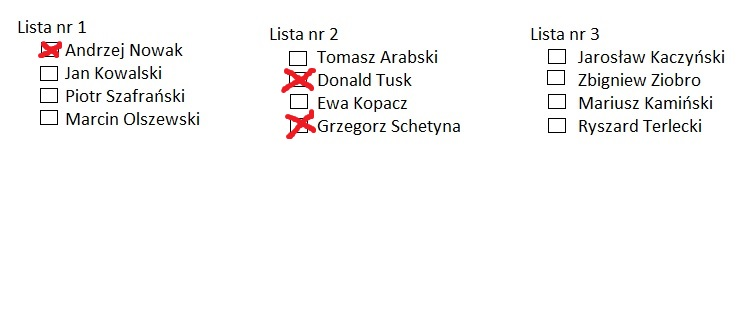 Lista nr 1
Andrzej Nowak
Jan Kowalski
Piotr Szafrański
Marcin Olszewski
Lista nr 2
Tomasz Arabski
Donald Tusk
Ewa Kopacz
Grzegorz Schetyna
Lista nr 3
Jarosław Kaczyński
Zbigniew Ziobro
Mariusz Kamiński
Ryszard Terlecki